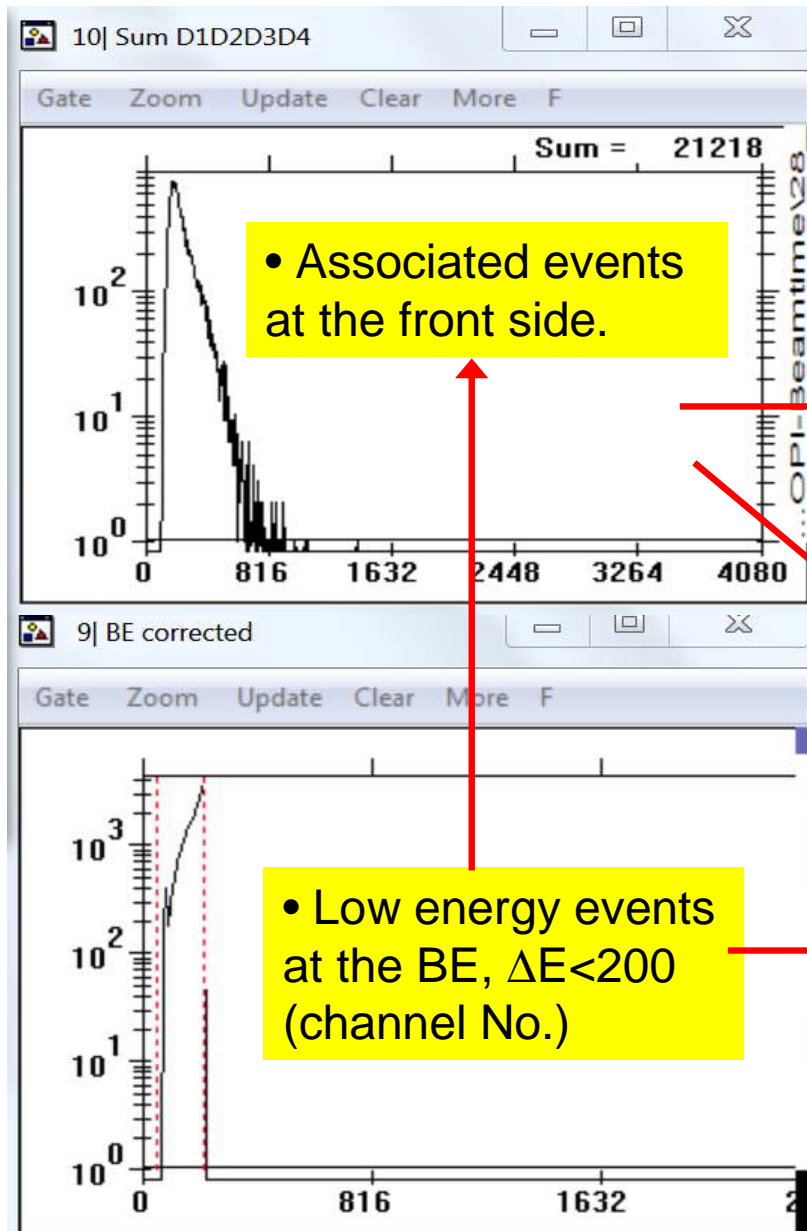 10| Sum D1D2D3D4
Gate Zoom Update Clear More F
Sum = 21218
• Associated events
at the front side.
10^2
10^1
10^0
0 816 1632 2448 3264 4080
...OPI-Beamtime\28
9| BE corrected
Gate Zoom Update Clear More F
10^3
• Low energy events
at the BE, ΔE<200
(channel No.)
10^2
10^1
10^0
0 816 1632